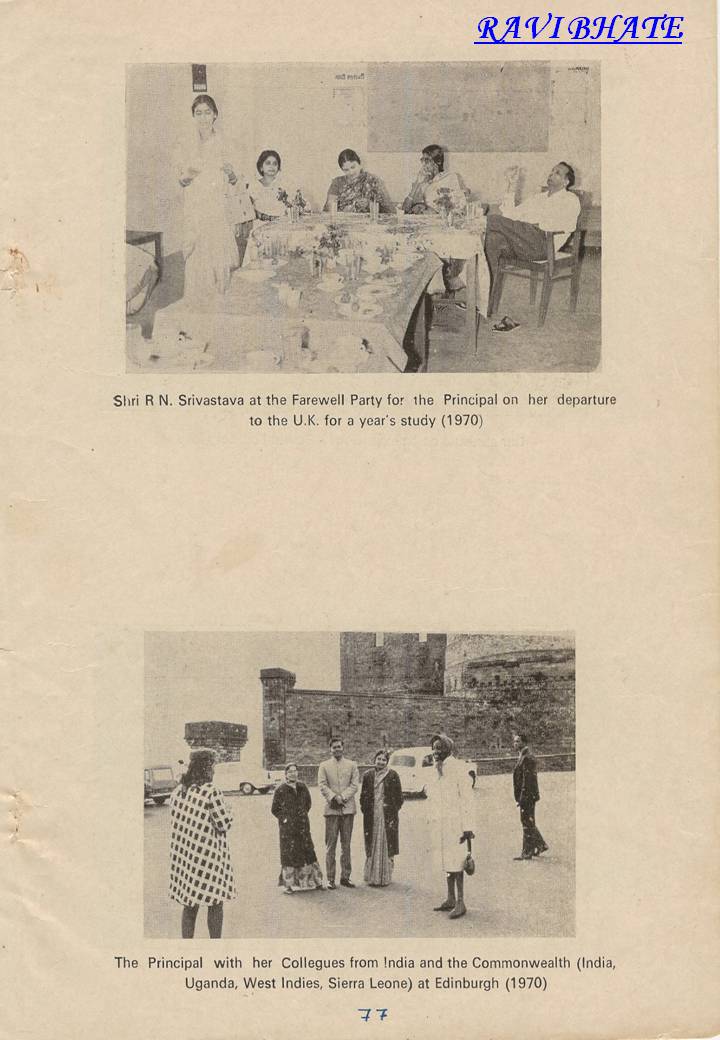 RAVI BHATE
Shri R N. Srivastava at the Farewell Party for the Principal on her departure
to the U.K. for a year's study (1970)
The Principal with her Collegues from India and the Commonwealth (India,
Uganda, West Indies, Sierra Leone) at Edinburgh (1970)
77